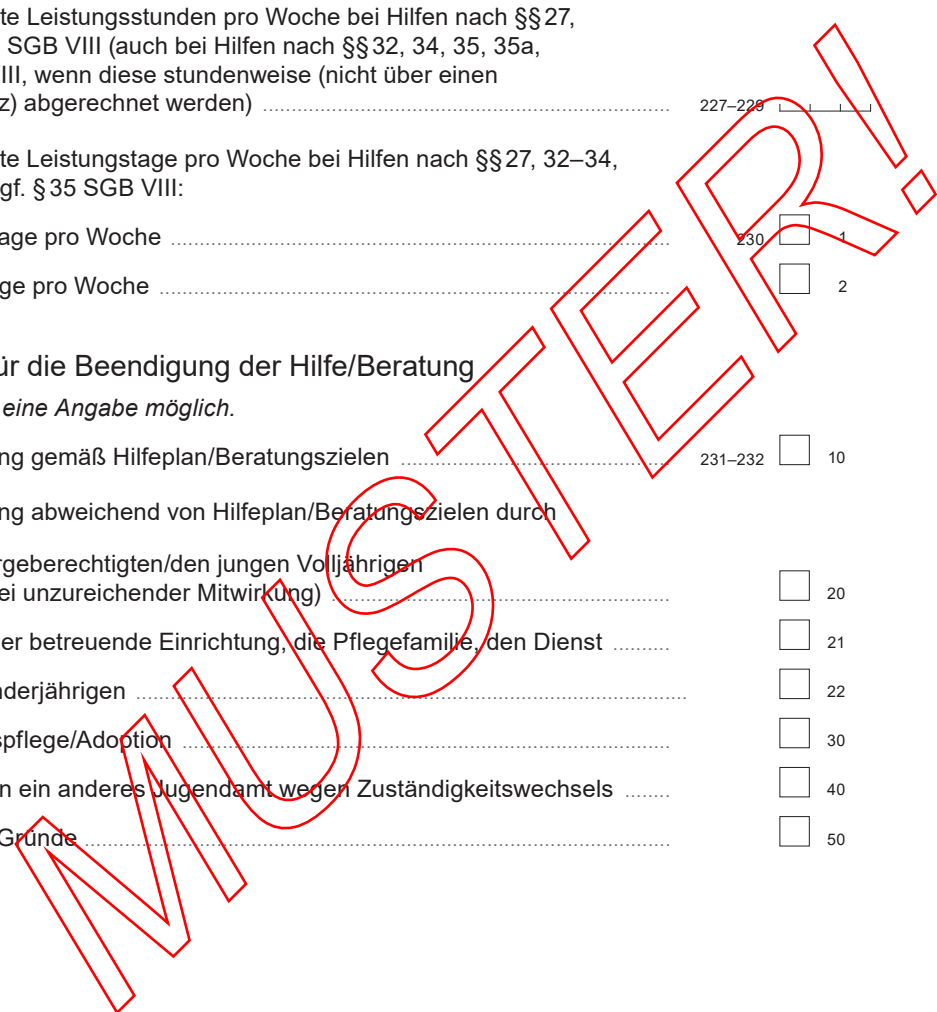 te Leistungsstunden pro Woche bei Hilfen nach §§ 27,
SGB VIII (auch bei Hilfen nach §§ 32, 34, 35, 35a,
III, wenn diese stundenweise (nicht über einen
z) abgerechnet werden) 227–229
te Leistungstage pro Woche bei Hilfen nach §§ 27, 32–34,
gf. § 35 SGB VIII:
age pro Woche 230 1
ge pro Woche 2
ür die Beendigung der Hilfe/Beratung
eine Angabe möglich.
ng gemäß Hilfeplan/Beratungszielen 231–232 10
ng abweichend von Hilfeplan/Beratungszielen durch
rgeberechtigten/den jungen Volljährigen
ei unzureichender Mitwirkung) 20
er betreuende Einrichtung, die Pflegefamilie, den Dienst 21
nderjährigen 22
spflege/Adoption 30
n ein anderes Jugendamt wegen Zuständigkeitswechsels 40
Gründe 50
MUSTER!